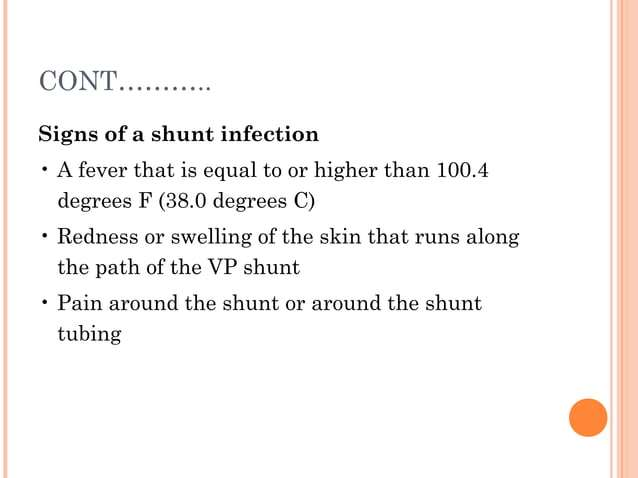 CONT………..
Signs of a shunt infection
• A fever that is equal to or higher than 100.4
degrees F (38.0 degrees C)
• Redness or swelling of the skin that runs along
the path of the VP shunt
• Pain around the shunt or around the shunt
tubing